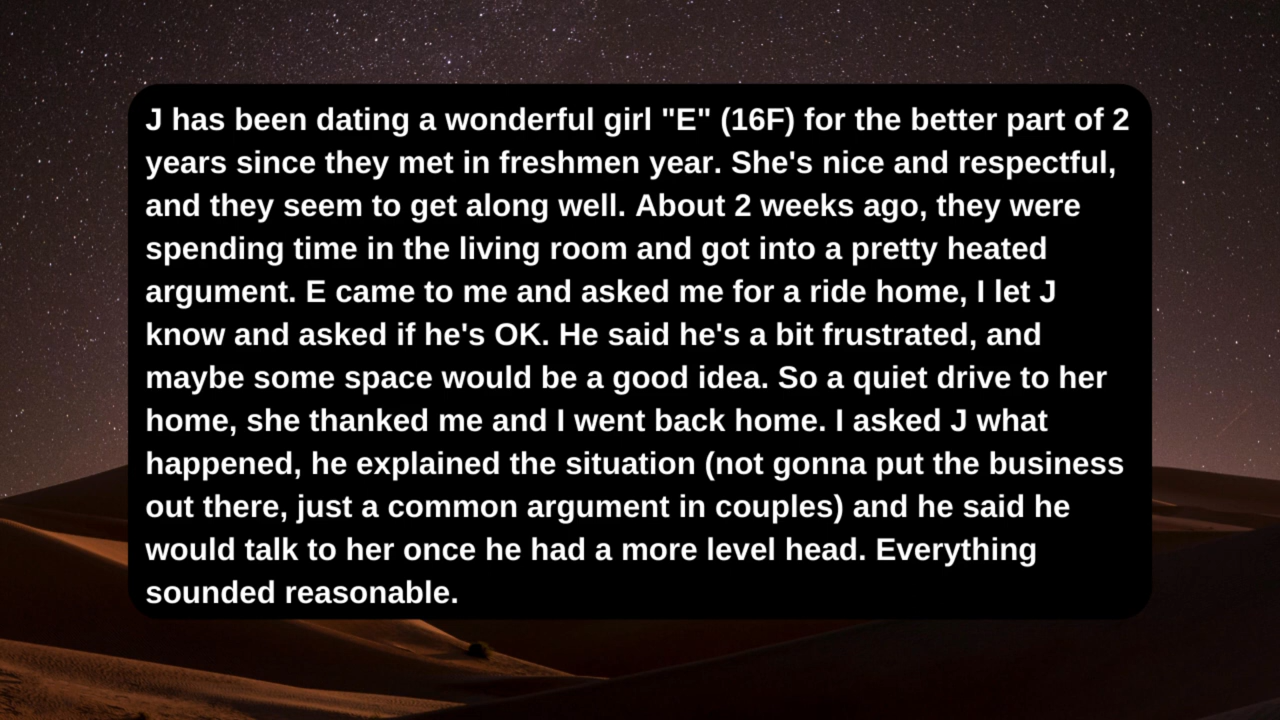 J has been dating a wonderful girl "E" (16F) for the better part of 2
years since they met in freshmen year. She's nice and respectful,
and they seem to get along well. About 2 weeks ago, they were
spending time in the living room and got into a pretty heated
argument. E came to me and asked me for a ride home, I let J
know and asked if he's OK. He said he's a bit frustrated, and
maybe some space would be a good idea. So a quiet drive to her
home, she thanked me and I went back home. I asked J what
happened, he explained the situation (not gonna put the business
out there, just a common argument in couples) and he said he
would talk to her once he had a more level head. Everything
sounded reasonable.